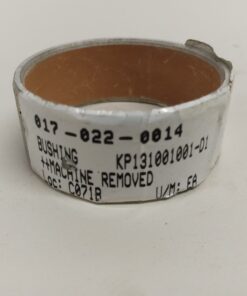 017-022-0014
BUSHING KP131001001-D1
++MACHINE REMOVED
Loc: C071B U/M: EA